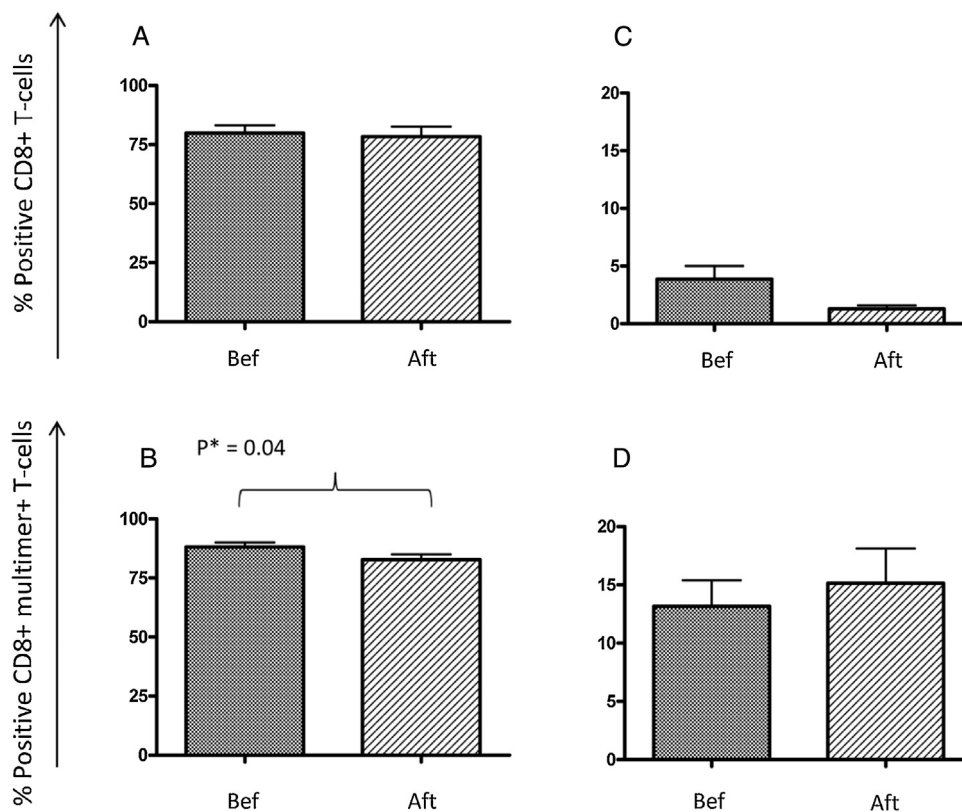 % Positive CD8+ T-cells
A
100
75
50
25
0
Bef Aft
C
20
15
10
5
0
Bef Aft
% Positive CD8+ multimer+ T-cells
B
P* = 0.04
100
75
50
25
0
Bef Aft
D
20
15
10
5
0
Bef Aft